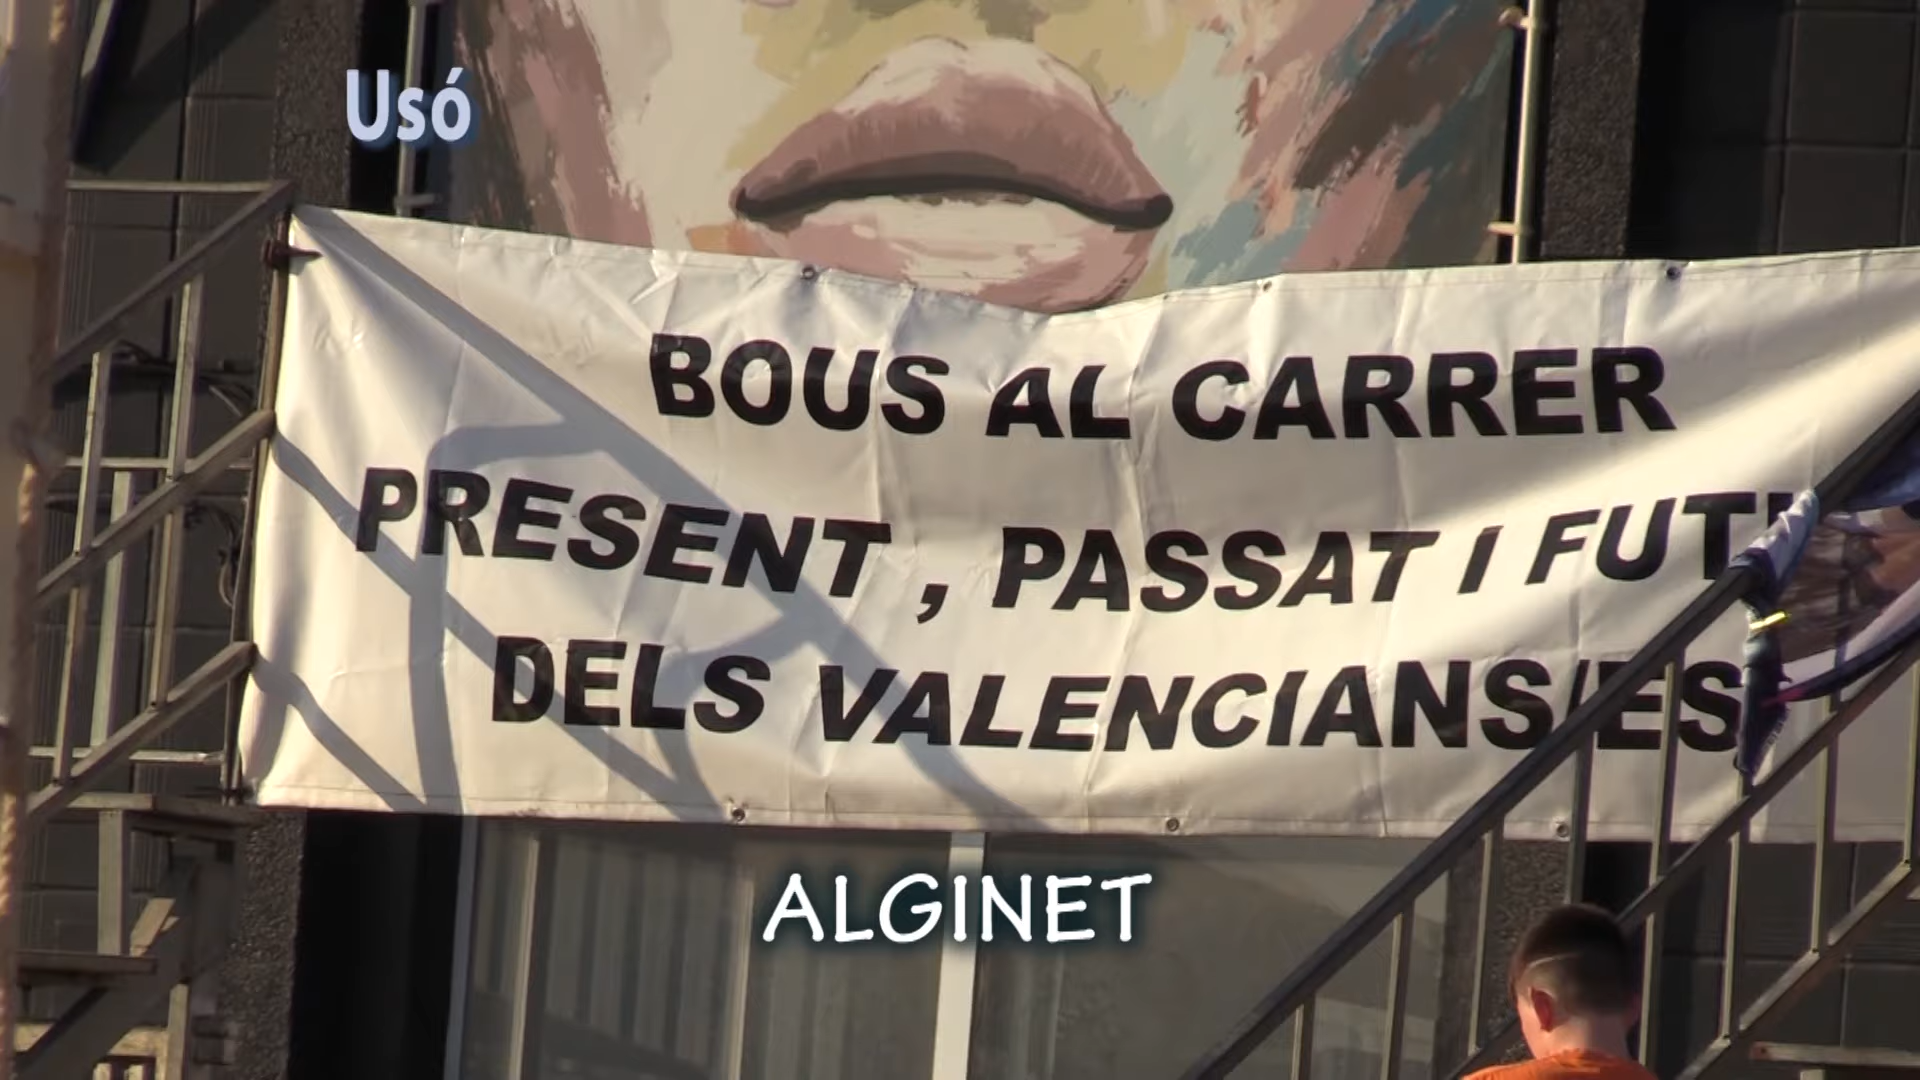 Usó
BOUS AL CARRER
PRESENT , PASSAT I
DELS VALENCIANS/ES
ALGINET